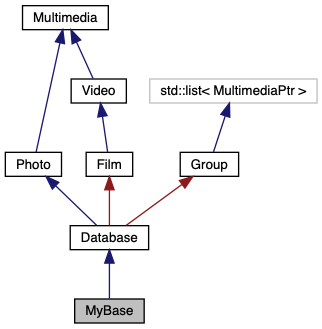 Multimedia
Video
std::list< MultimediaPtr >
Photo
Film
Group
Database
MyBase